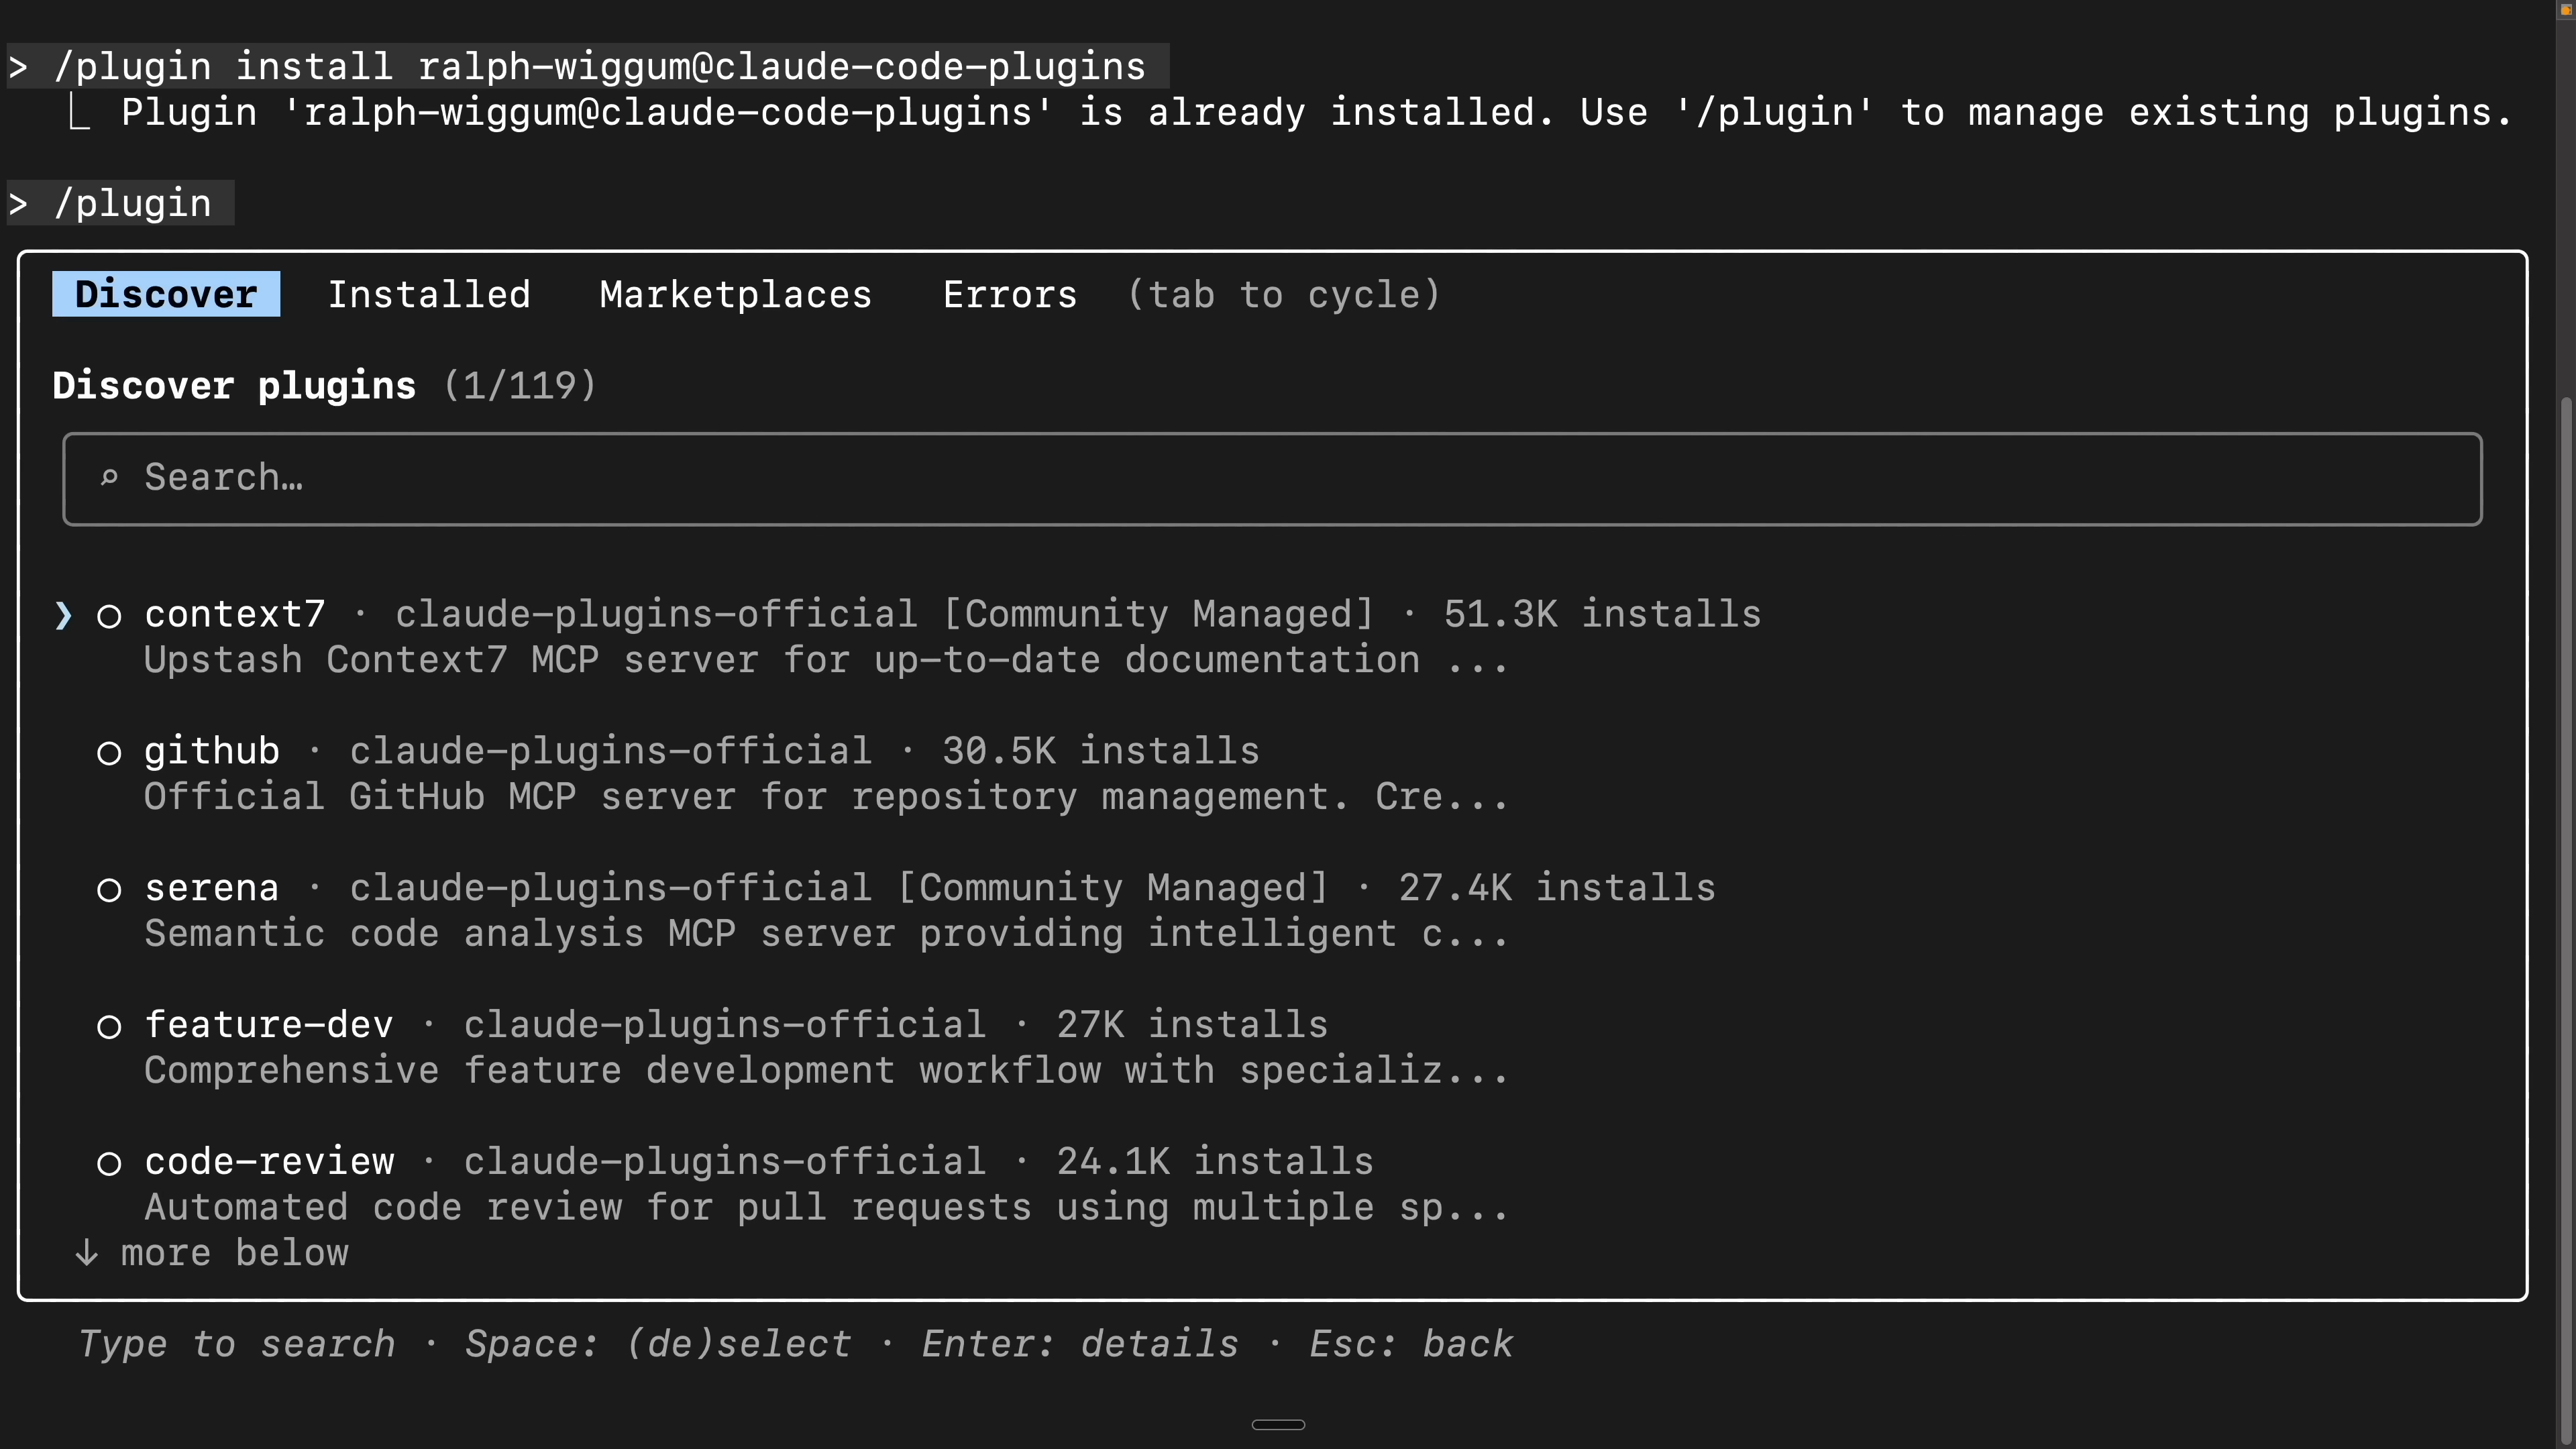 > /plugin install ralph-wiggum@claude-code-plugins
⎿ Plugin 'ralph-wiggum@claude-code-plugins' is already installed. Use '/plugin' to manage existing plugins.
> /plugin
Discover Installed Marketplaces Errors (tab to cycle)
Discover plugins (1/119)
⌕ Search…
❯ ○ context7 · claude-plugins-official [Community Managed] · 51.3K installs
Upstash Context7 MCP server for up-to-date documentation ...
○ github · claude-plugins-official · 30.5K installs
Official GitHub MCP server for repository management. Cre...
○ serena · claude-plugins-official [Community Managed] · 27.4K installs
Semantic code analysis MCP server providing intelligent c...
○ feature-dev · claude-plugins-official · 27K installs
Comprehensive feature development workflow with specializ...
○ code-review · claude-plugins-official · 24.1K installs
Automated code review for pull requests using multiple sp...
↓ more below
Type to search · Space: (de)select · Enter: details · Esc: back